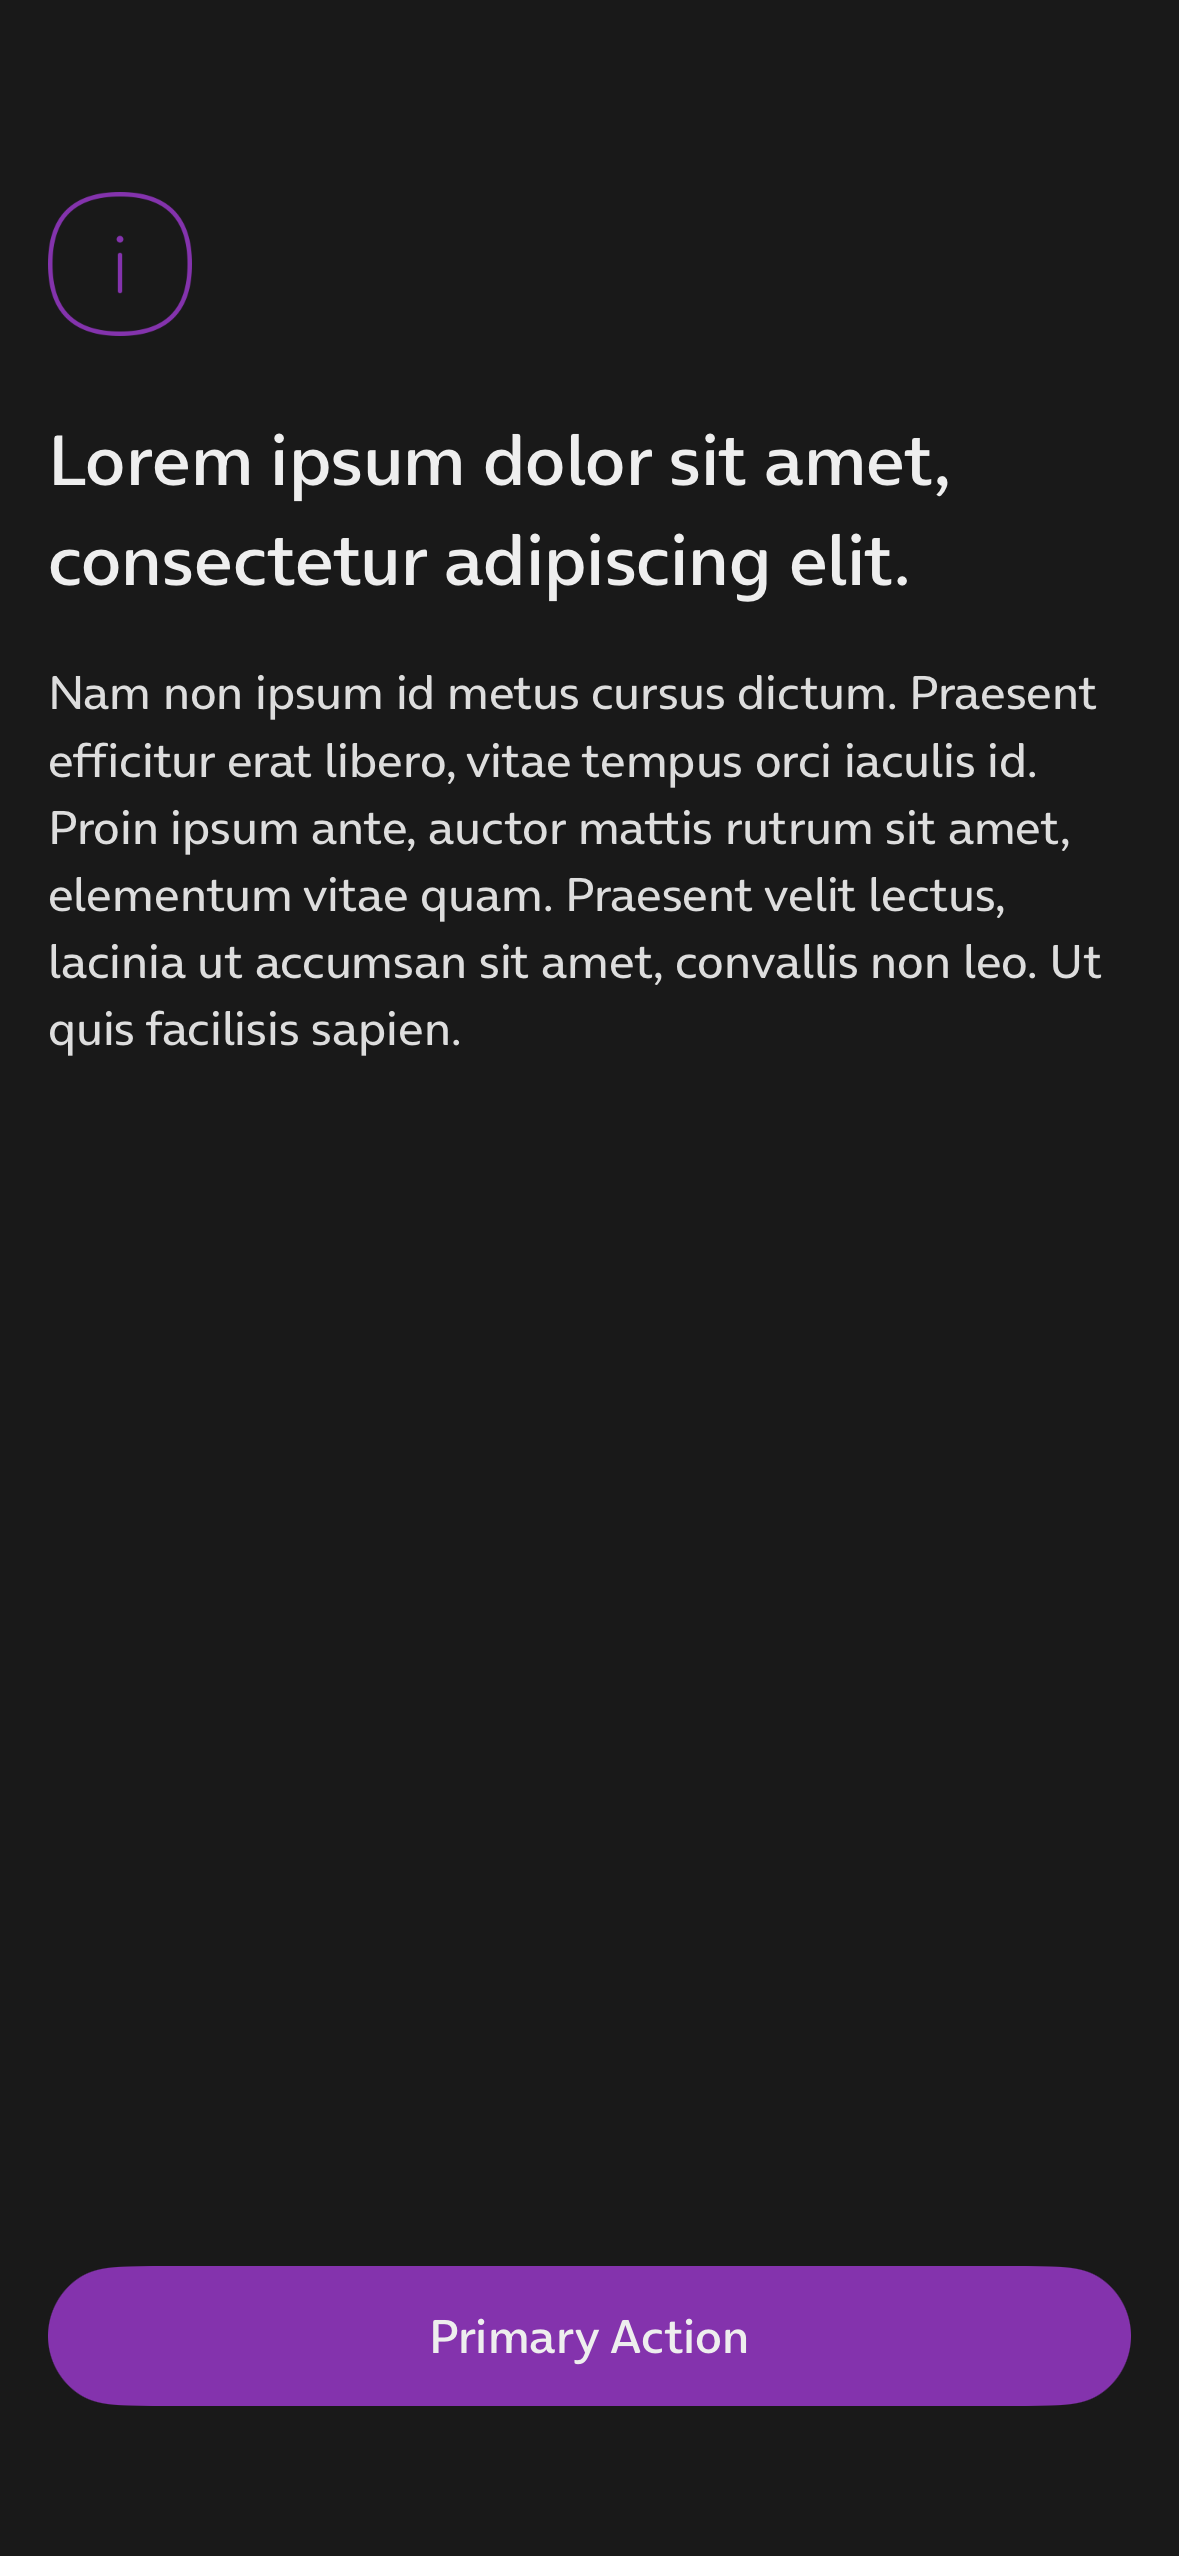 i
Lorem ipsum dolor sit amet,
consectetur adipiscing elit.
Nam non ipsum id metus cursus dictum. Praesent
efficitur erat libero, vitae tempus orci iaculis id.
Proin ipsum ante, auctor mattis rutrum sit amet,
elementum vitae quam. Praesent velit lectus,
lacinia ut accumsan sit amet, convallis non leo. Ut
quis facilisis sapien.
Primary Action